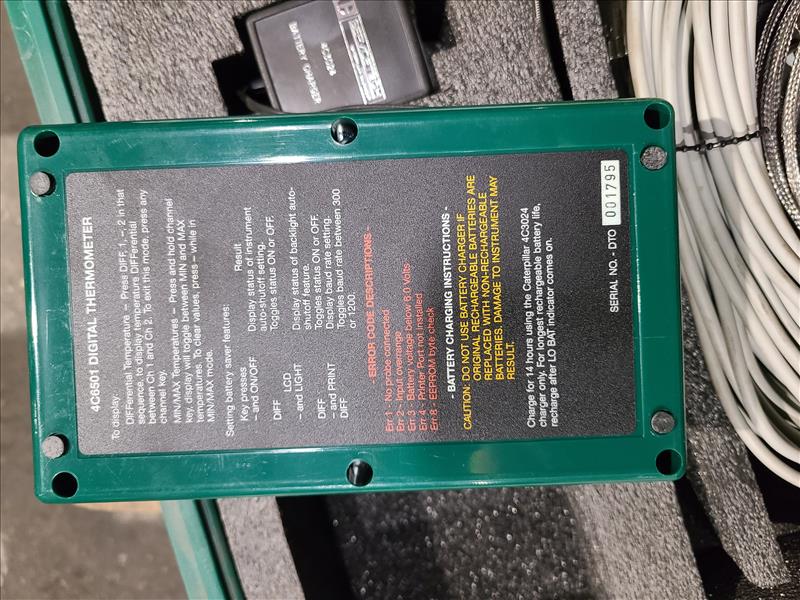 4C6501 DIGITAL THERMOMETER
To display:
DIFFerential Temperature – Press DIFF, 1, –, 2 in that
sequence, to display temperature DIFFerential
between Ch 1 and Ch 2. To exit this mode, press any
channel key.
MIN/MAX Temperatures – Press and hold channel
key, display will toggle between MIN and MAX
temperatures. To clear values, press – while in
MIN/MAX mode.
Setting battery saver features
Key presses Result
– and ON/OFF Display status of instrument
auto-shutoff setting.
DIFF Toggles status ON or OFF.
LCD
– and LIGHT Display status of backlight auto-
shutoff feature.
DIFF Toggles status ON or OFF.
– and PRINT Display baud rate setting.
DIFF Toggles baud rate between 300
or 1200.
- ERROR CODE DESCRIPTIONS -
Err 1 - No probe connected
Err 2 - Input overrange
Err 3 - Battery voltage below 6.0 Volts
Err 4 - Printer Port not installed
Err 8 - EEPROM byte check
- BATTERY CHARGING INSTRUCTIONS -
CAUTION: DO NOT USE BATTERY CHARGER IF
ORIGINAL RECHARGEABLE BATTERIES ARE
REPLACED WITH NON-RECHARGEABLE
BATTERIES. DAMAGE TO INSTRUMENT MAY
RESULT.
Charge for 14 hours using the Caterpillar 4C3024
charger only. For longest rechargeable battery life,
recharge after LO BAT indicator comes on.
SERIAL NO. - DTO 001795
4C3024
BATTERY CHARGER